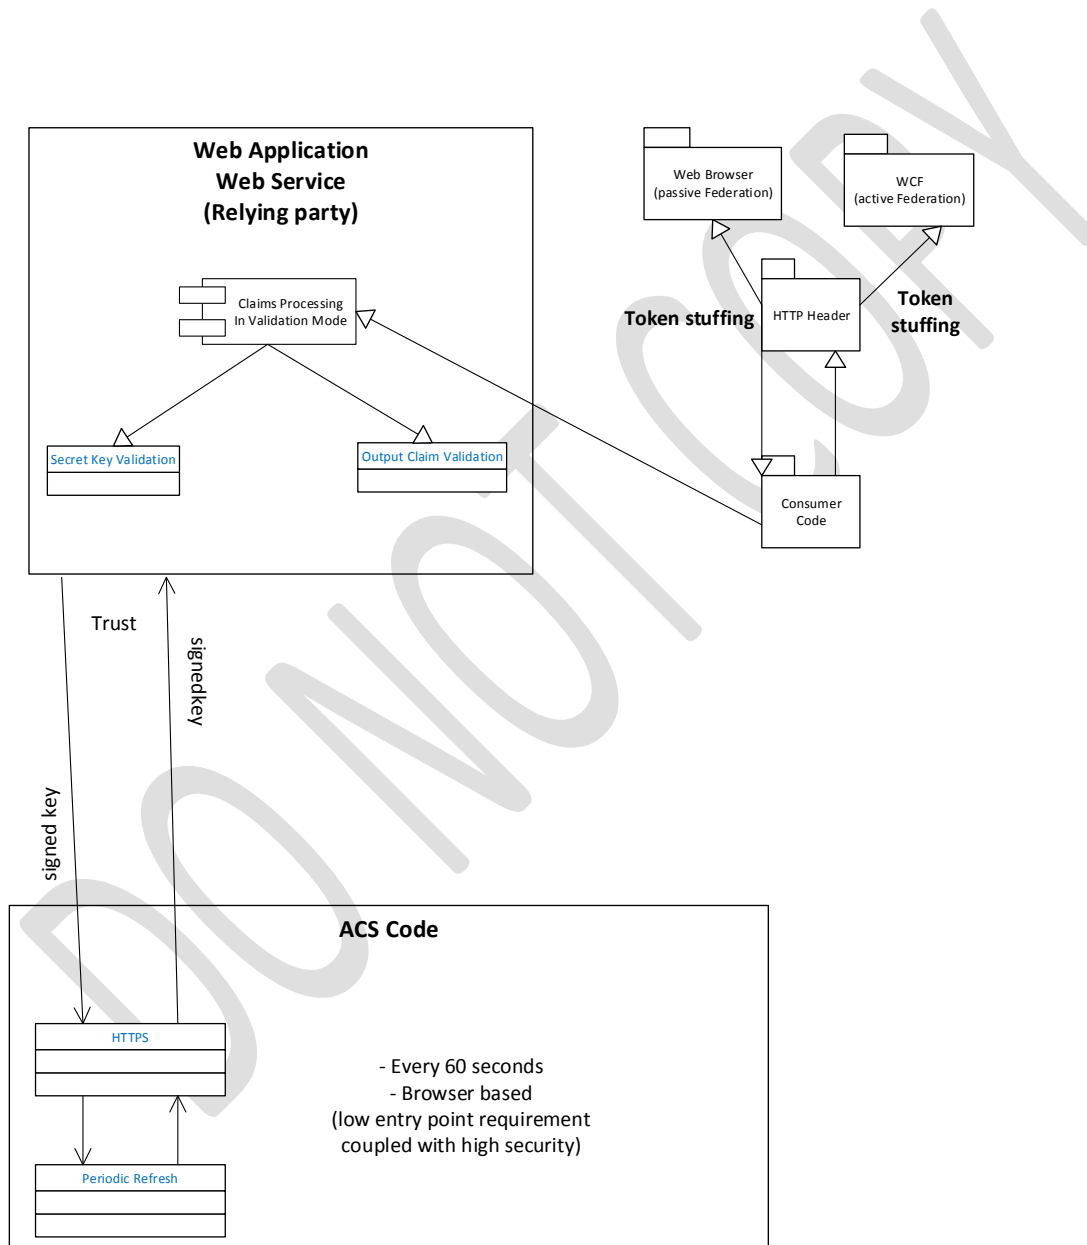 Web Application
Web Service
(Relying party)
Claims Processing
In Validation Mode
Secret Key Validation
Output Claim Validation
Web Browser
(passive Federation)
WCF
(active Federation)
Token stuffing
HTTP Header
Token
stuffing
Consumer
Code
Trust
signedkey
signed key
ACS Code
HTTPS
- Every 60 seconds
- Browser based
(low entry point requirement
coupled with high security)
Periodic Refresh
DO NOT COPY